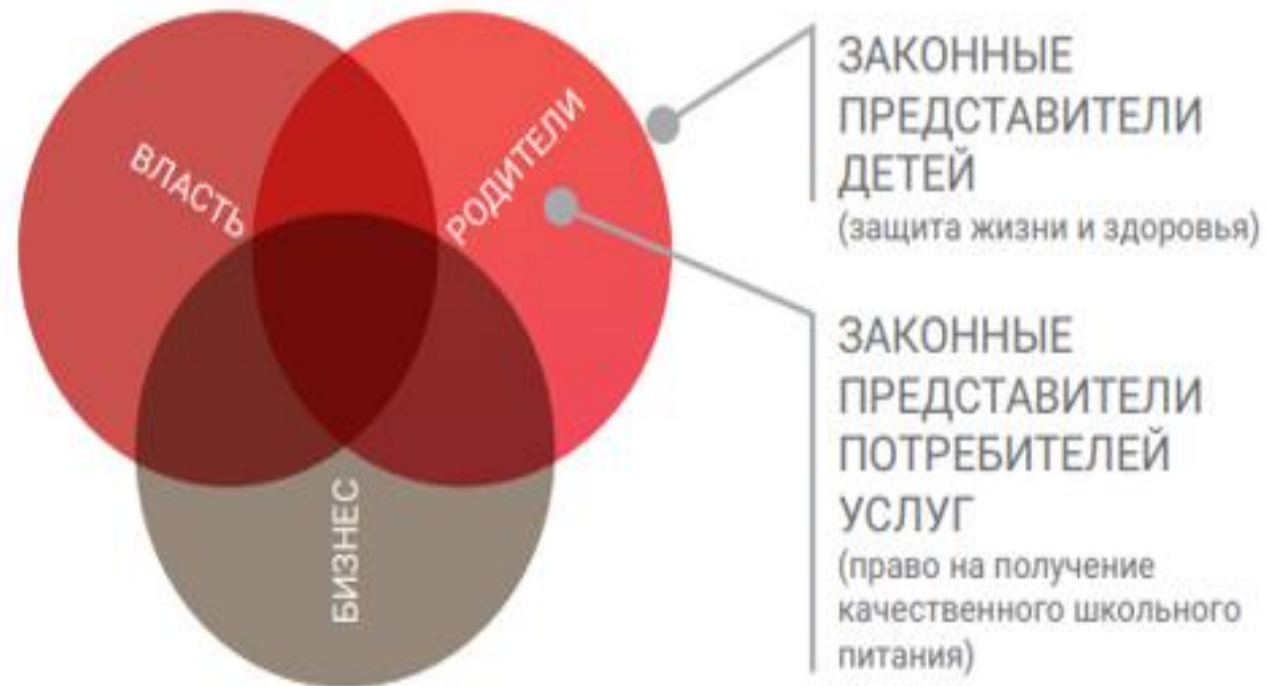 ВЛАСТЬ
РОДИТЕЛИ
БИЗНЕС
ЗАКОННЫЕ
ПРЕДСТАВИТЕЛИ
ДЕТЕЙ
(защита жизни и здоровья)
ЗАКОННЫЕ
ПРЕДСТАВИТЕЛИ
ПОТРЕБИТЕЛЕЙ
УСЛУГ
(право на получение
качественного школьного
питания)